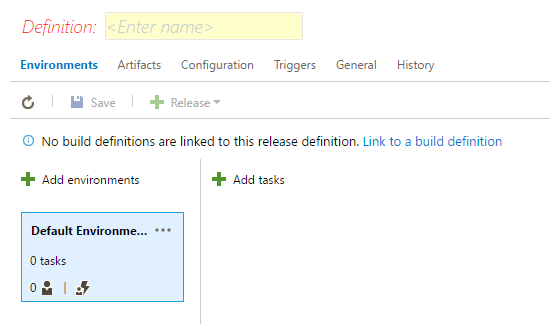 Definition: <Enter name>
Environments Artifacts Configuration Triggers General History
Save Release
No build definitions are linked to this release definition. Link to a build definition
Add environments Add tasks
Default Environme...
0 tasks
0